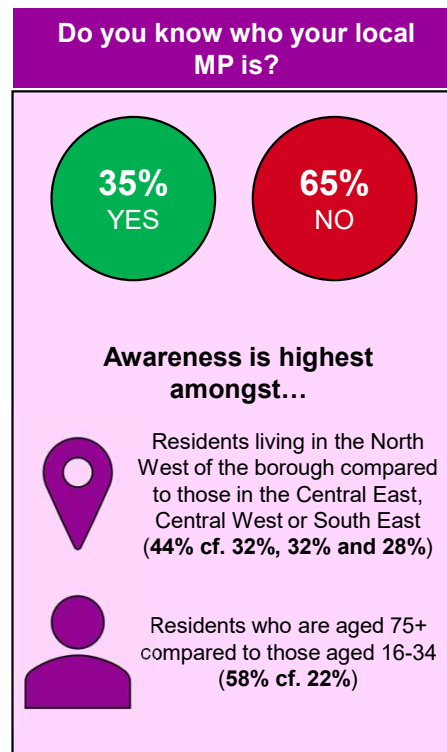 Do you know who your local
MP is?
35%
YES
65%
NO
Awareness is highest
amongst…
Residents living in the North
West of the borough compared
to those in the Central East,
Central West or South East
(44% cf. 32%, 32% and 28%)
Residents who are aged 75+
compared to those aged 16-34
(58% cf. 22%)